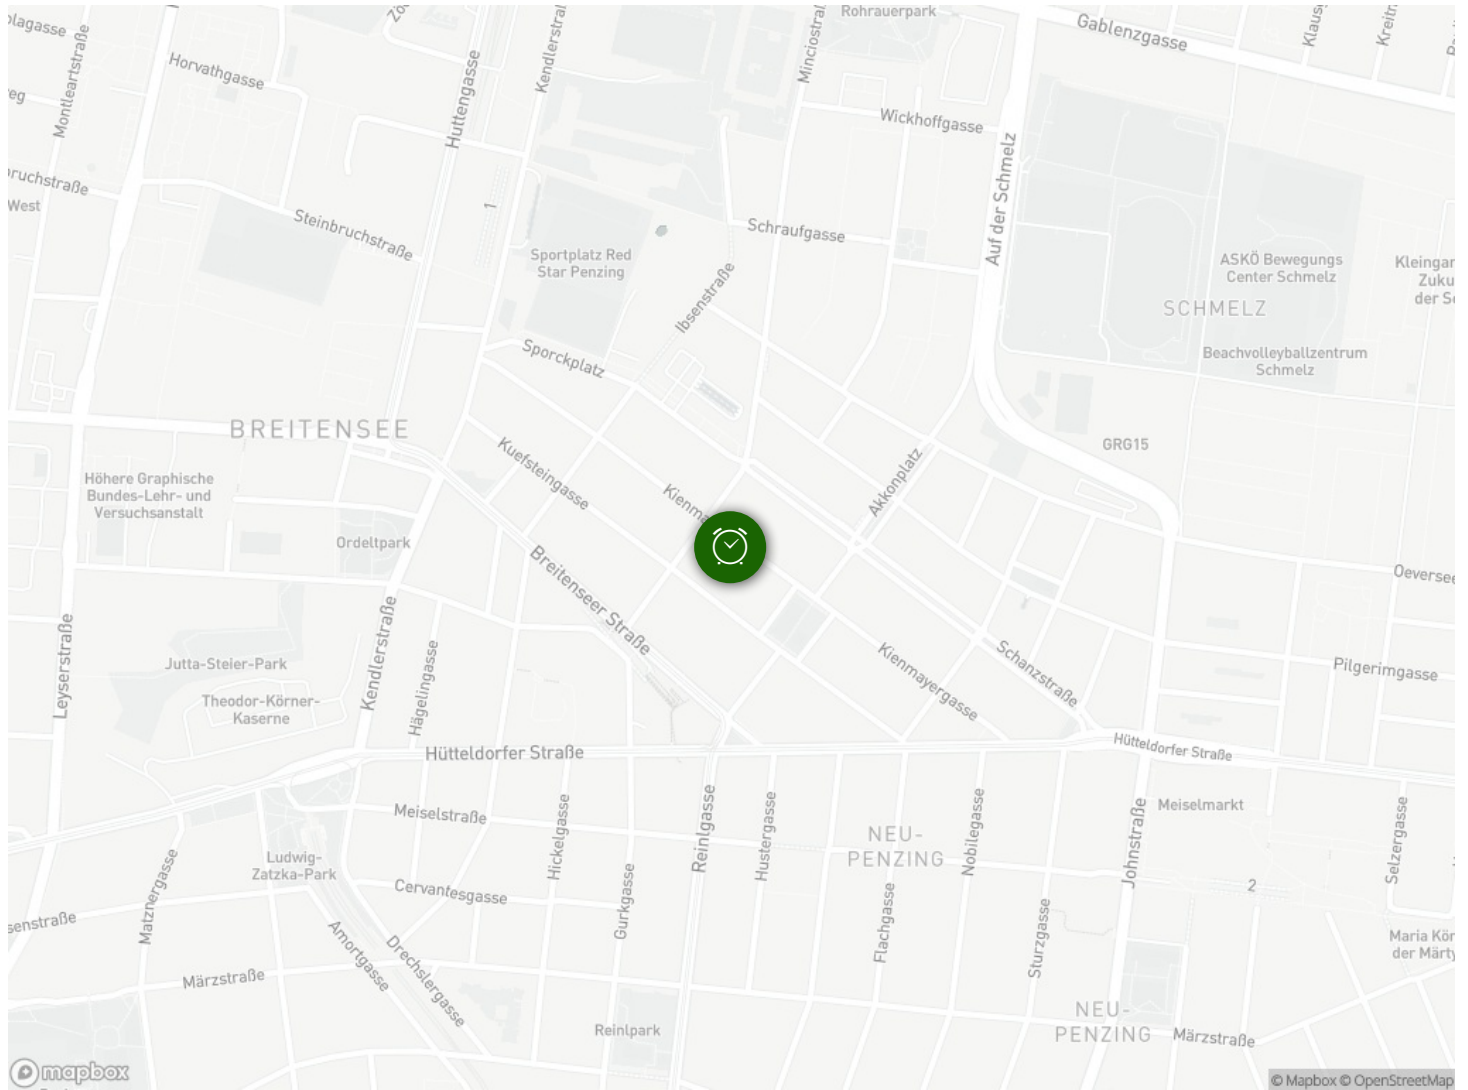 Rohrauerpark
Gablenzgasse
Horvathgasse
Montleartstraße
Huttengasse
Wickhoffgasse
Auf der Schmelz
West
Steinbruchstraße
1
Schraufgasse
Sportplatz Red
Star Penzing
ASKÖ Bewegungs
Center Schmelz
SCHMELZ
Ibsenstraße
Sporckplatz
Beachvolleyballzentrum
Schmelz
BREITENSEE
GRG15
Kuefsteingasse
Akkonplatz
Höhere Graphische
Bundes-Lehr- und
Versuchsanstalt
Ordeltpark
Breitenseer Straße
Leyserstraße
Kendlerstraße
Hägelingasse
Jutta-Steier-Park
Theodor-Körner-
Kaserne
Kienmayergasse
Schanzstraße
Pilgerimgasse
Hütteldorfer Straße
Hütteldorfer Straße
Meiselstraße
Meiselmarkt
Hickelgasse
Reinlgasse
Hustergasse
NEU-
PENZING
Nobilegasse
Johnstraße
Selzergasse
Ludwig-
Zatzka-Park
Cervantesgasse
2
Matznergasse
Gurkgasse
Flachgasse
Sturzgasse
Amortgasse
Drechslergasse
Märzstraße
Reinlpark
NEU-
PENZING
Märzstraße
mapbox
© Mapbox © OpenStreetMap